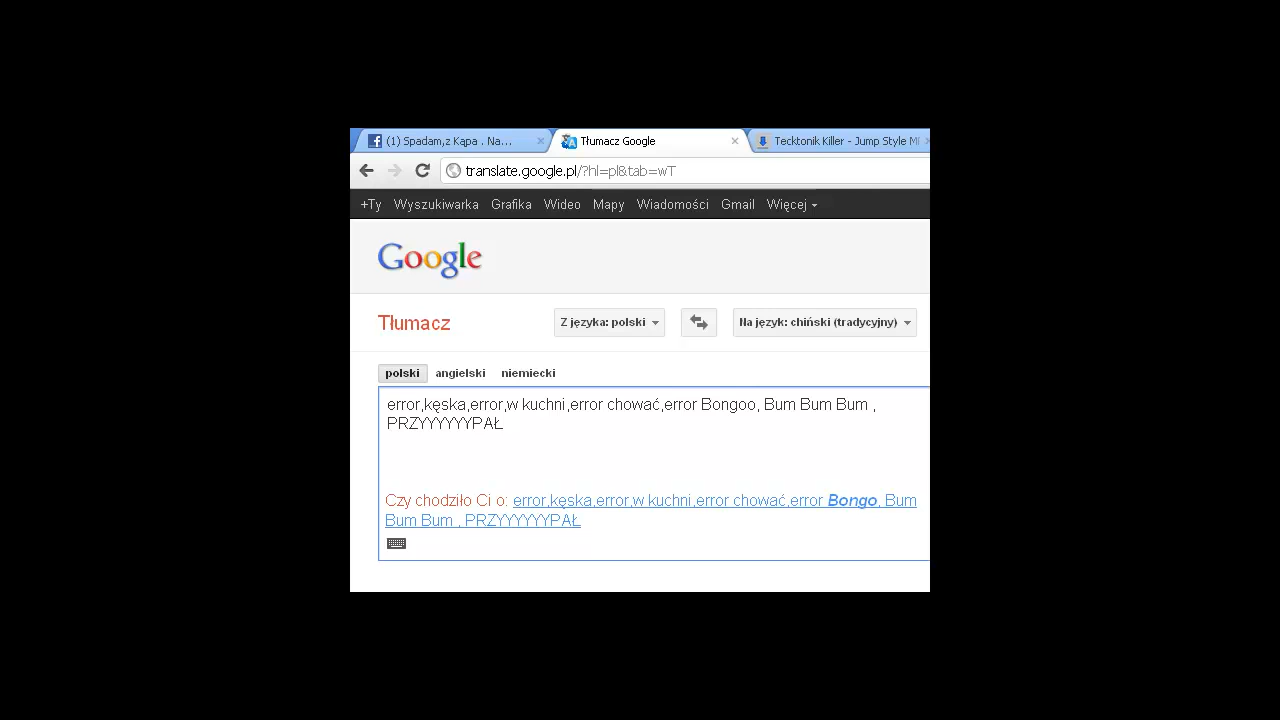 (1) Spadam,z Kąpa . Na...
Tłumacz Google
Tecktonik Killer - Jump Style
translate.google.pl/?hl=pl&tab=wT
+Ty Wyszukiwarka Grafika Wideo Mapy Wiadomości Gmail Więcej
Google
Tłumacz
Z języka: polski
Na język: chiński (tradycyjny)
polski angielski niemiecki
error,kęska,error,w kuchni,error chować,error Bongoo, Bum Bum Bum ,
PRZYYYYYYPAŁ
Czy chodziło Ci o: error,kęska,error,w kuchni,error chować,error Bongo, Bum
Bum Bum , PRZYYYYYYPAŁ